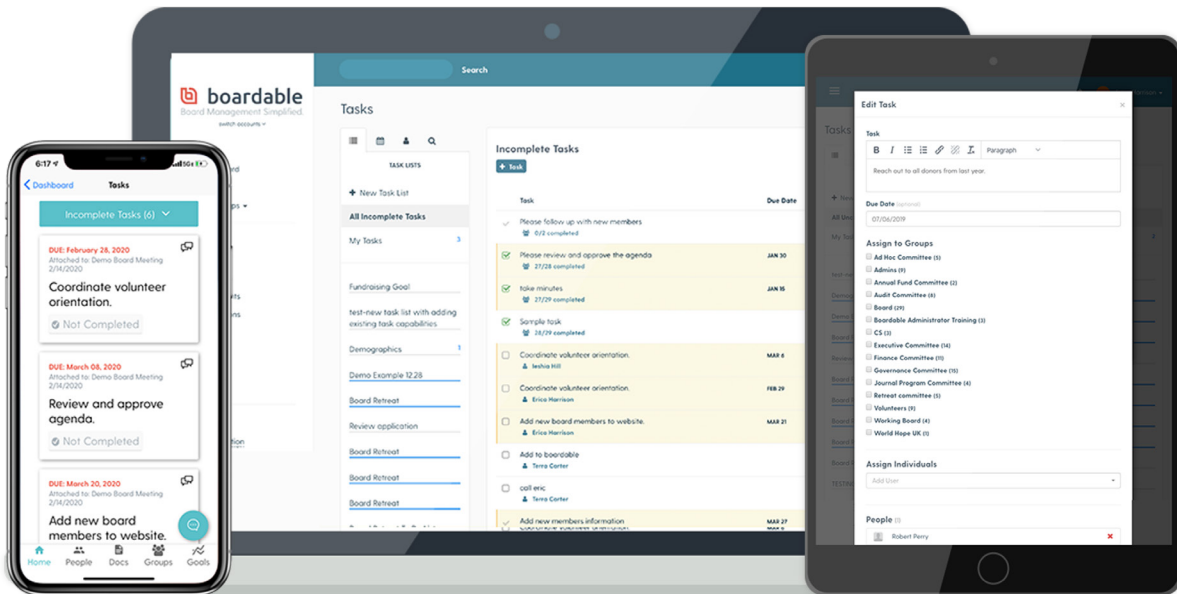 6:17
5G
Dashboard
Tasks
Incomplete Tasks (6)
DUE: February 28, 2020
Attached to: Demo Board Meeting
2/14/2020
Coordinate volunteer
orientation.
Not Completed
DUE: March 08, 2020
Attached to: Demo Board Meeting
2/14/2020
Review and approve
agenda.
Not Completed
DUE: March 20, 2020
Attached to: Demo Board Meeting
2/14/2020
Add new board
members to website.
Home People Docs Groups Goals
boardable
Board Management Simplified.
switch accounts
Search
Tasks
TASK LISTS
+ New Task List
All Incomplete Tasks
My Tasks 3
Fundraising Goal
test-new task list with adding
existing task capabilities
Demographics 1
Demo Example 12.28
Board Retreat
Review application
Board Retreat
Board Retreat
Board Retreat
Incomplete Tasks
+ Task
Task Due Date
Please follow up with new members
0/2 completed
Please review and approve the agenda JAN 30
27/28 completed
take minutes JAN 15
27/29 completed
Sample task
28/29 completed
Coordinate volunteer orientation. MAR 6
Ieshia Hill
Coordinate volunteer orientation. FEB 29
Erica Harrison
Add new board members to website. MAR 21
Erica Harrison
Add to boardable
Terra Carter
call eric
Terra Carter
Add new members information MAR 27
Coordinate volunteer orientation. MAR 6
Tasks
Edit Task ×
Task
B I Paragraph
Reach out to all donors from last year.
Due Date (optional)
07/06/2019
Assign to Groups
Ad Hoc Committee (5)
Admins (9)
Annual Fund Committee (2)
Audit Committee (8)
Board (29)
Boardable Administrator Training (3)
CS (3)
Executive Committee (14)
Finance Committee (11)
Governance Committee (15)
Journal Program Committee (4)
Retreat committee (5)
Volunteers (9)
Working Board (4)
World Hope UK (1)
Assign Individuals
Add User
People (1)
Robert Perry